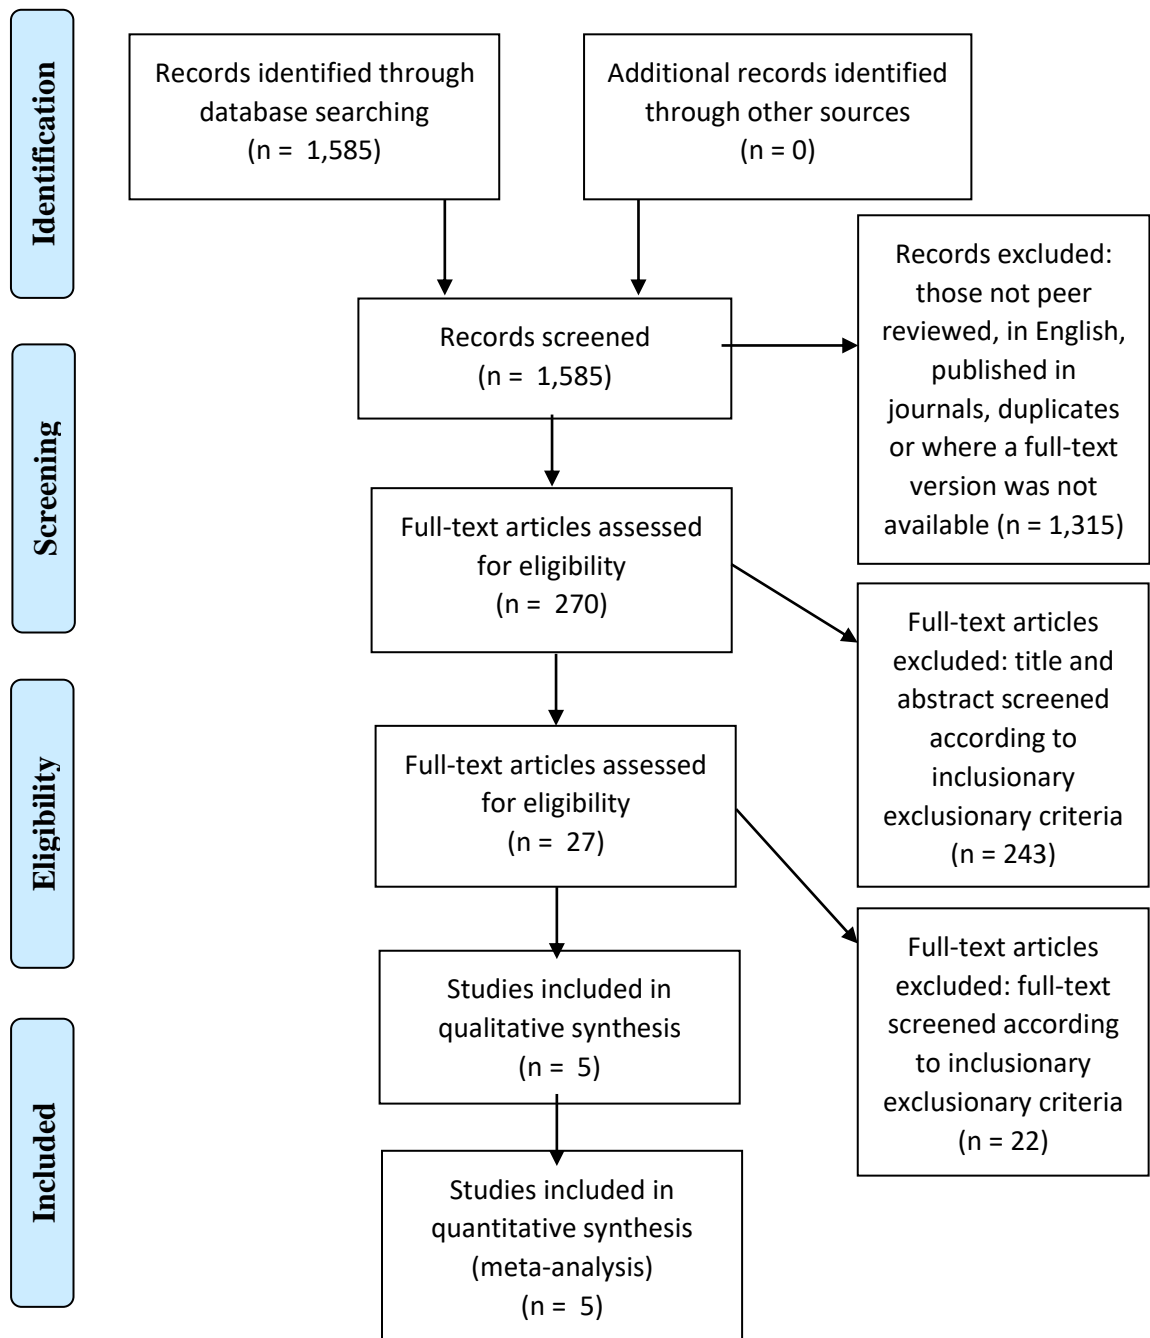 Identification
Records identified through
database searching
(n =  1,585)
Additional records identified
through other sources
(n = 0)
Records screened
(n =  1,585)
Records excluded:
those not peer
reviewed, in English,
published in
journals, duplicates
or where a full-text
version was not
available (n = 1,315)
Screening
Full-text articles assessed
for eligibility
(n =  270)
Full-text articles
excluded: title and
abstract screened
according to
inclusionary
exclusionary criteria
(n = 243)
Eligibility
Full-text articles assessed
for eligibility
(n =  27)
Full-text articles
excluded: full-text
screened according
to inclusionary
exclusionary criteria
(n = 22)
Studies included in
qualitative synthesis
(n =  5)
Included
Studies included in
quantitative synthesis
(meta-analysis)
(n =  5)